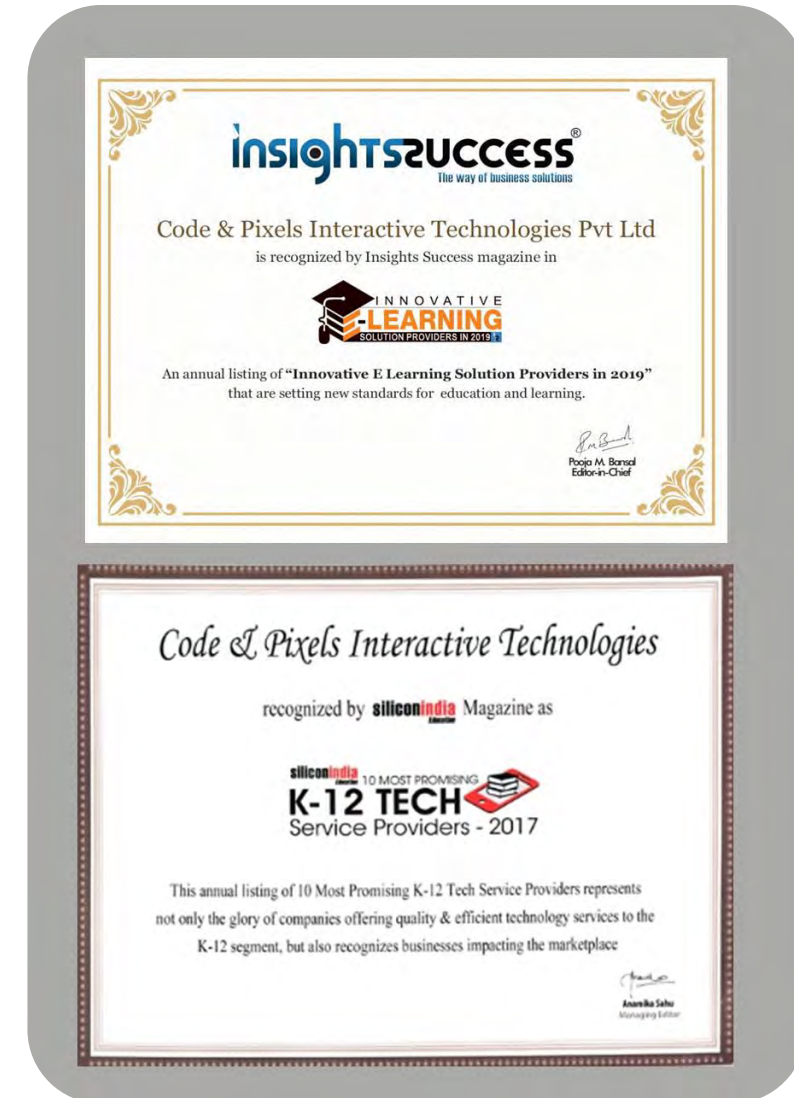 insightssuccess®
The way of business solutions
Code & Pixels Interactive Technologies Pvt Ltd
is recognized by Insights Success magazine in
INNOVATIVE
E-LEARNING
SOLUTION PROVIDERS IN 2019
An annual listing of “Innovative E Learning Solution Providers in 2019”
that are setting new standards for education and learning.
Pooja M. Bansal
Editor-in-Chief
Code & Pixels Interactive Technologies
recognized by siliconindia Magazine as
Education
siliconindia 10 MOST PROMISING
Education
K-12 TECH
Service Providers - 2017
This annual listing of 10 Most Promising K-12 Tech Service Providers represents
not only the glory of companies offering quality & efficient technology services to the
K-12 segment, but also recognizes businesses impacting the marketplace
Anamika Sahu
Managing Editor